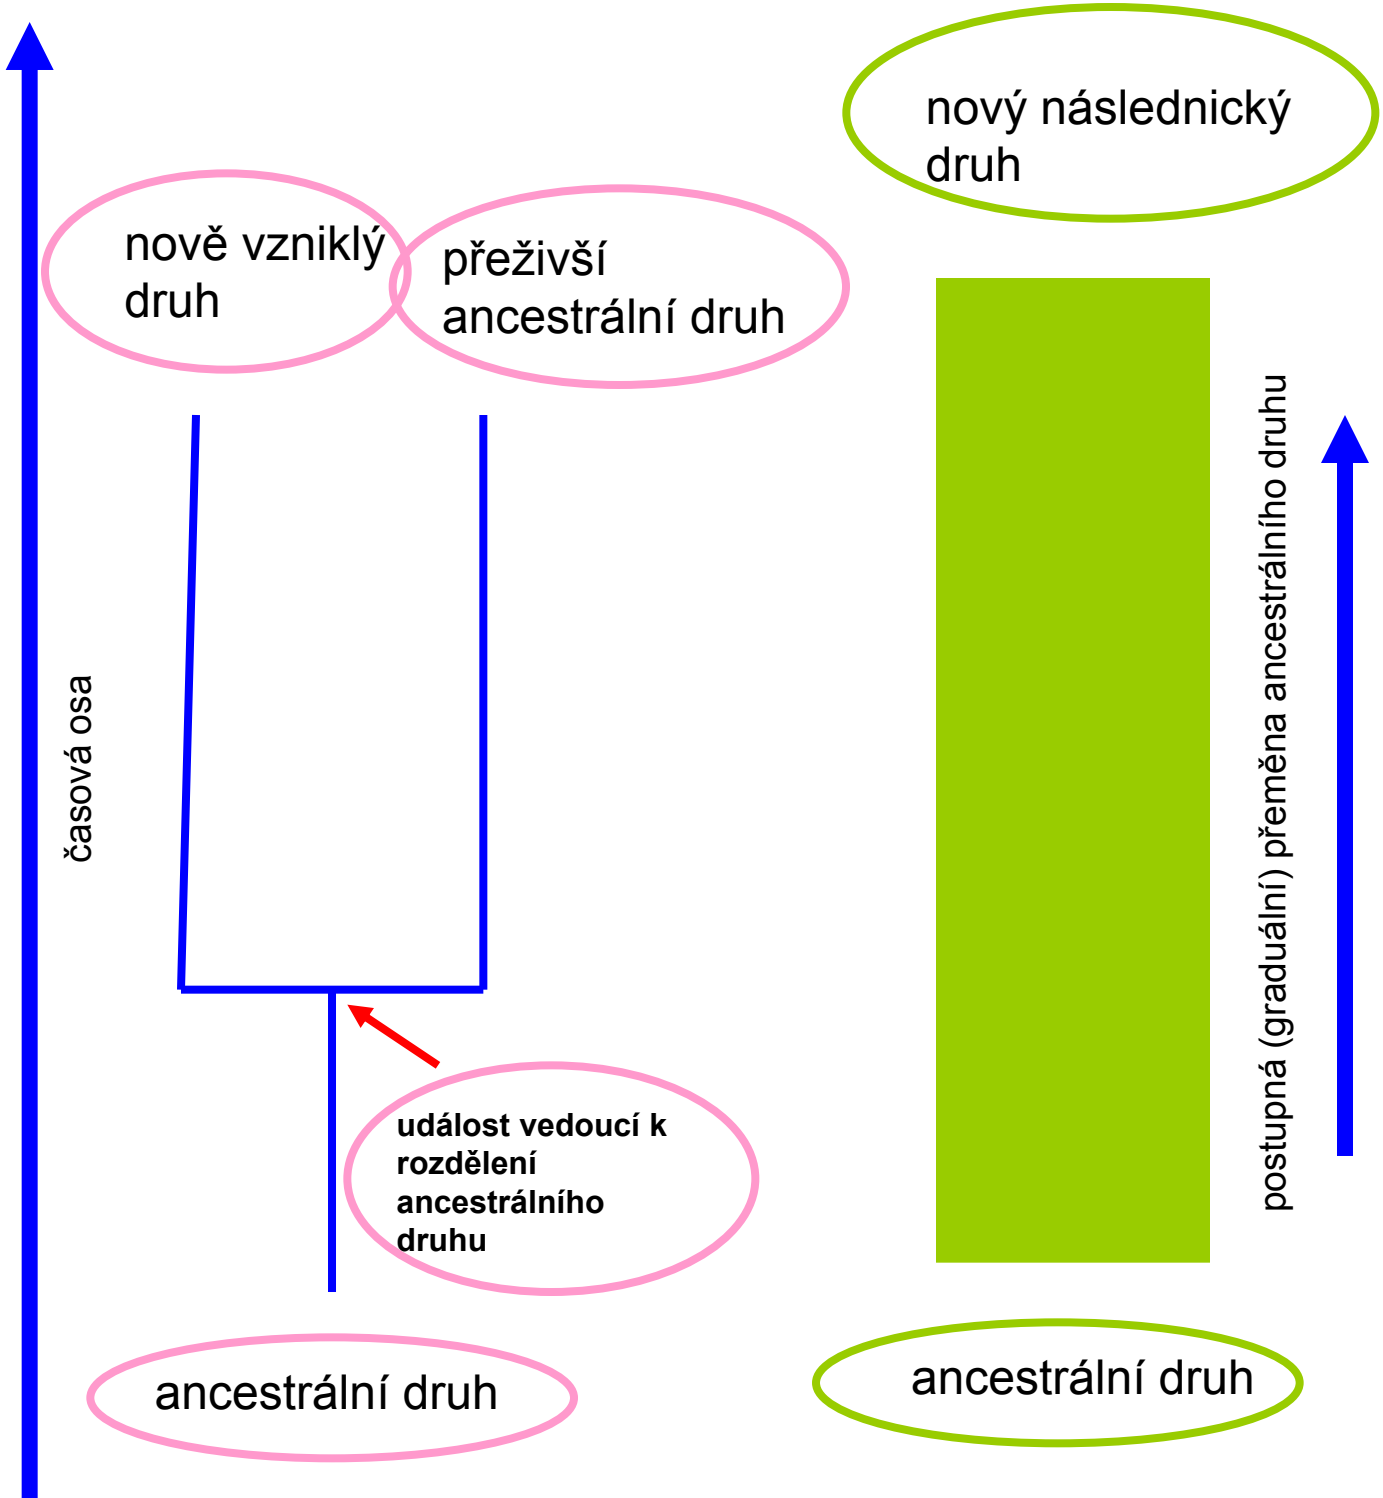 nový následnický
druh
nově vzniklý
druh
přeživší
ancestrální druh
časová osa
postupná (graduální) přeměna ancestrálního druhu
událost vedoucí k
rozdělení
ancestrálního
druhu
ancestrální druh
ancestrální druh